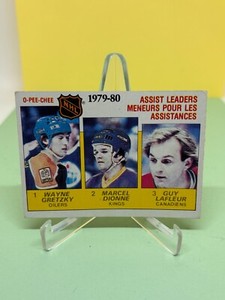 O-PEE-CHEE
NHL
1979-80
ASSIST LEADERS
MENEURS POUR LES
ASSISTANCES
1 WAYNE
GRETZKY
OILERS
2 MARCEL
DIONNE
KINGS
3 GUY
LAFLEUR
CANADIENS